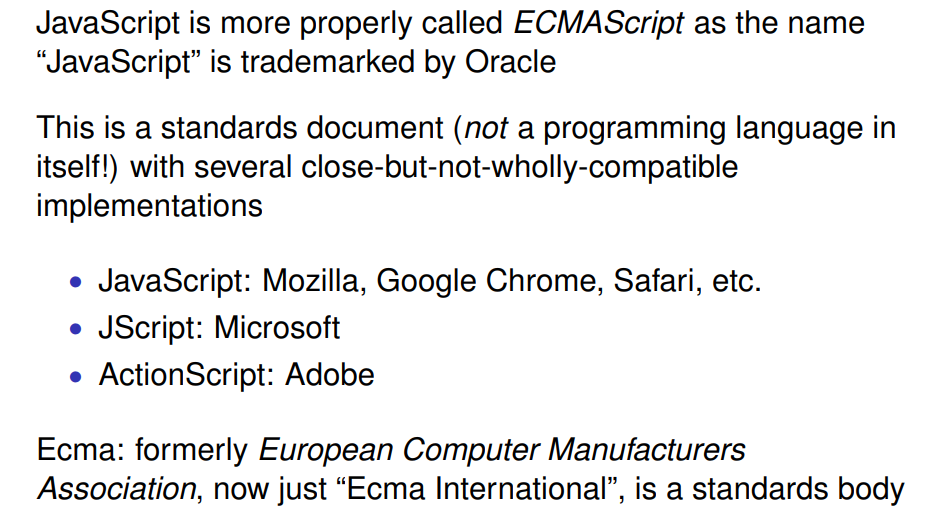 JavaScript is more properly called ECMAScript as the name
“JavaScript” is trademarked by Oracle
This is a standards document (not a programming language in
itself!) with several close-but-not-wholly-compatible
implementations
• JavaScript: Mozilla, Google Chrome, Safari, etc.
• JScript: Microsoft
• ActionScript: Adobe
Ecma: formerly European Computer Manufacturers
Association, now just “Ecma International”, is a standards body